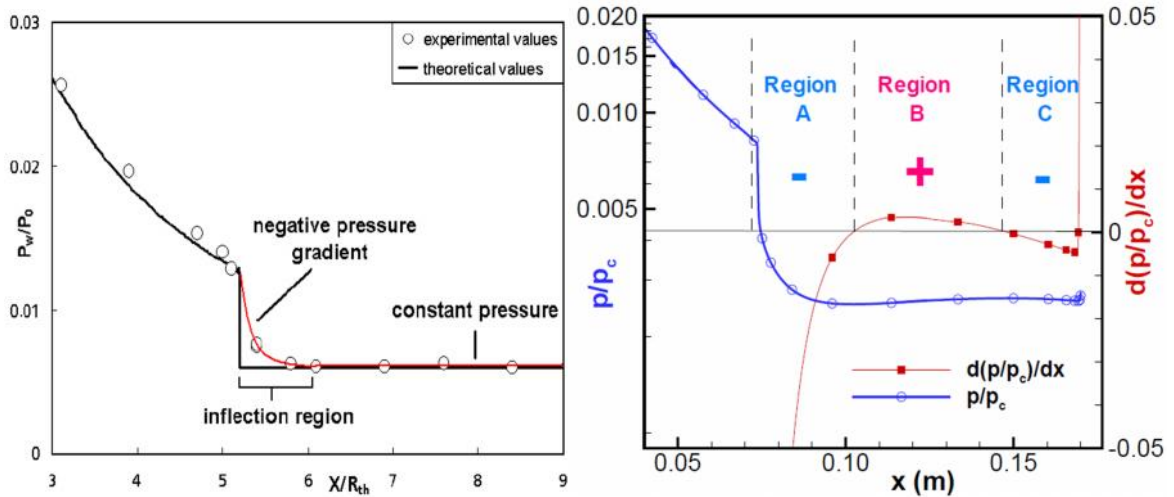 0.03
0.02
0.01
0
P_w/P_o
experimental values
theoretical values
negative pressure
gradient
constant pressure
inflection region
3 4 5 6 7 8 9
X/R_th
0.020
0.015
0.010
0.005
p/p_c
Region
A
-
Region
B
+
Region
C
-
d(p/p_c)/dx
p/p_c
0.05
0
-0.05
d(p/p_c)/dx
0.05 0.10 0.15
x (m)